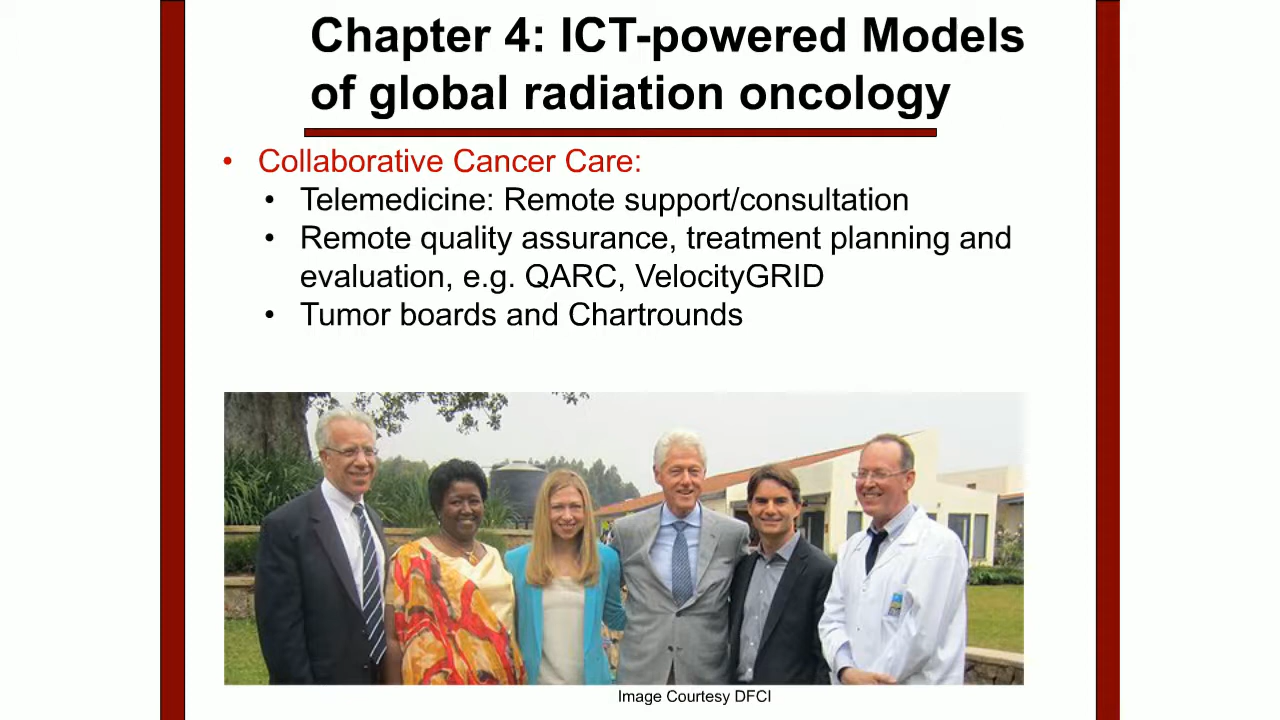 Chapter 4: ICT-powered Models
of global radiation oncology
• Collaborative Cancer Care:
• Telemedicine: Remote support/consultation
• Remote quality assurance, treatment planning and
evaluation, e.g. QARC, VelocityGRID
• Tumor boards and Chartrounds
Image Courtesy DFCI